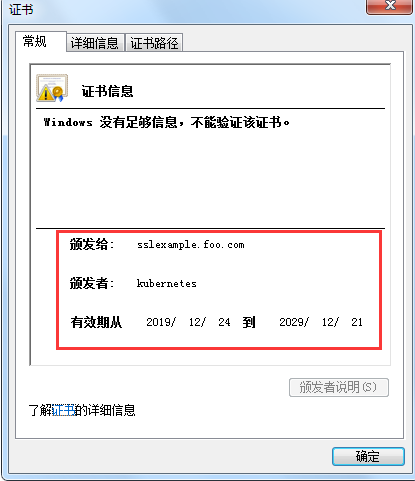 证书
常规 详细信息 证书路径
证书信息
Windows 没有足够信息，不能验证该证书。
颁发给: sslexample.foo.com
颁发者: kubernetes
有效期从 2019/ 12/ 24 到 2029/ 12/ 21
颁发者说明(S)
了解证书的详细信息
确定